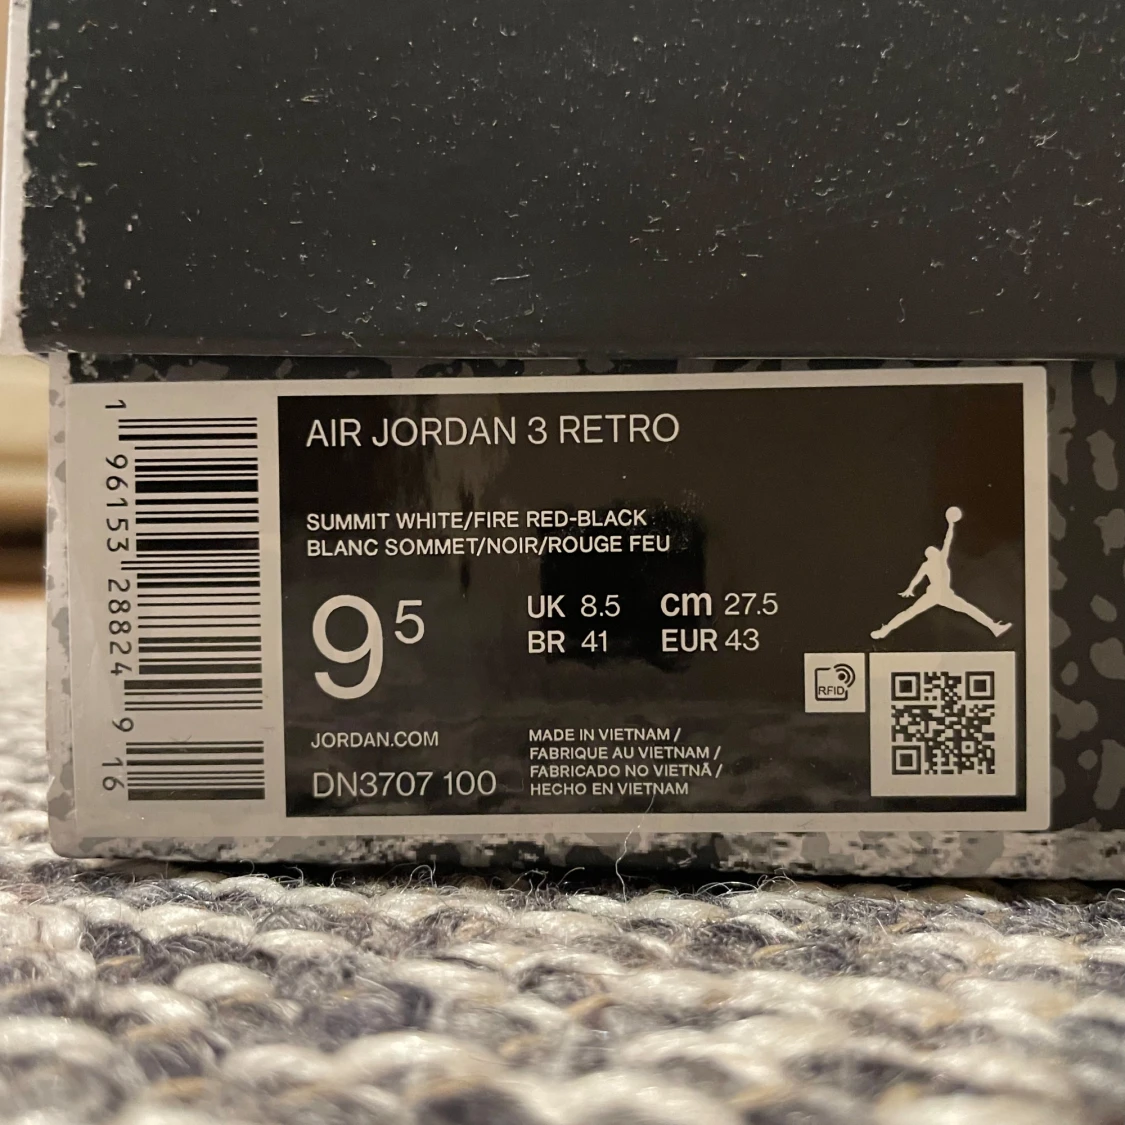 AIR JORDAN 3 RETRO
SUMMIT WHITE/FIRE RED-BLACK
BLANC SOMMET/NOIR/ROUGE FEU
9⁵
UK 8.5 cm 27.5
BR 41 EUR 43
RFID
JORDAN.COM
DN3707 100
MADE IN VIETNAM /
FABRIQUE AU VIETNAM /
FABRICADO NO VIETNÃ /
HECHO EN VIETNAM
1 96153 28824 9 16